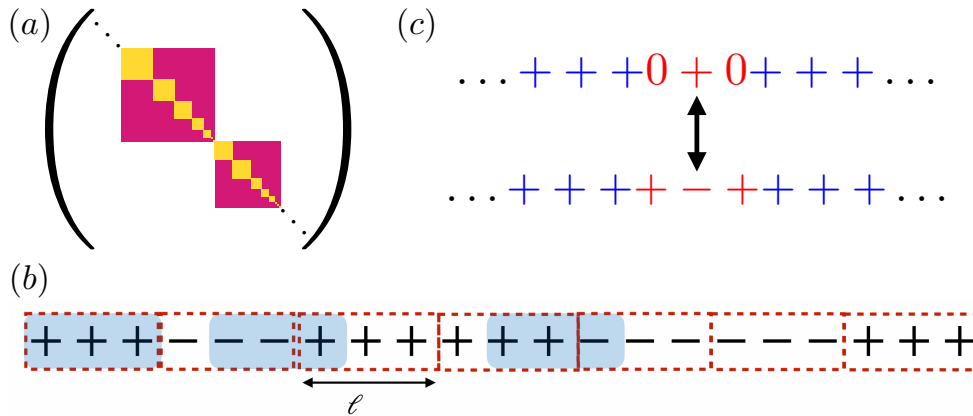 (a)
(c)
… + + + 0 + 0 + + + …
… + + + + − + + + + …
(b)
+ + + − − − + + + + + + − − − − − − + + +
ℓ